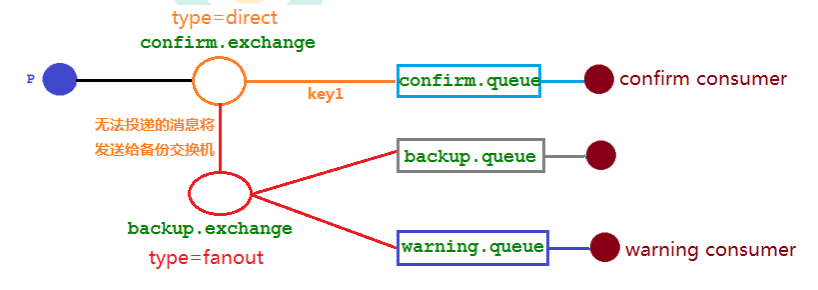 type=direct
confirm.exchange
P
key1
confirm.queue
confirm consumer
无法投递的消息将
发送给备份交换机
backup.queue
backup.exchange
type=fanout
warning.queue
warning consumer